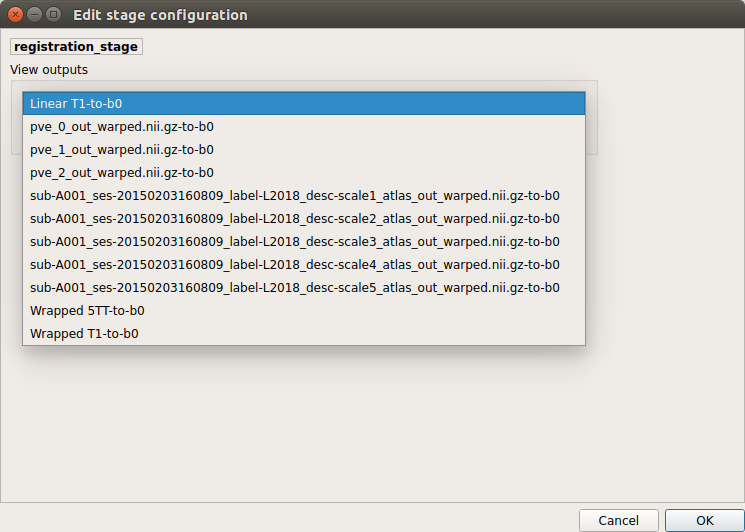 Edit stage configuration
registration_stage
View outputs
Linear T1-to-b0
pve_0_out_warped.nii.gz-to-b0
pve_1_out_warped.nii.gz-to-b0
pve_2_out_warped.nii.gz-to-b0
sub-A001_ses-20150203160809_label-L2018_desc-scale1_atlas_out_warped.nii.gz-to-b0
sub-A001_ses-20150203160809_label-L2018_desc-scale2_atlas_out_warped.nii.gz-to-b0
sub-A001_ses-20150203160809_label-L2018_desc-scale3_atlas_out_warped.nii.gz-to-b0
sub-A001_ses-20150203160809_label-L2018_desc-scale4_atlas_out_warped.nii.gz-to-b0
sub-A001_ses-20150203160809_label-L2018_desc-scale5_atlas_out_warped.nii.gz-to-b0
Wrapped 5TT-to-b0
Wrapped T1-to-b0
Cancel
OK